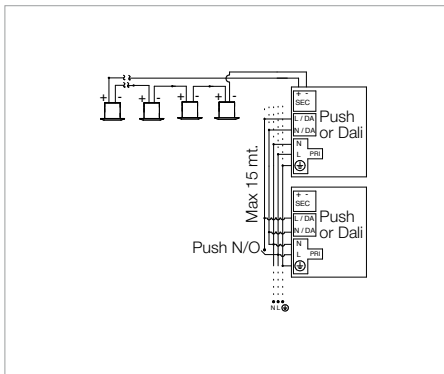 + - + - + - + -
+ -
SEC
L / DA
N / DA
N
L
PRI
Push
or Dali
Max 15 mt.
+ -
SEC
L / DA
N / DA
N
L
PRI
Push
or Dali
Push N/O
N L